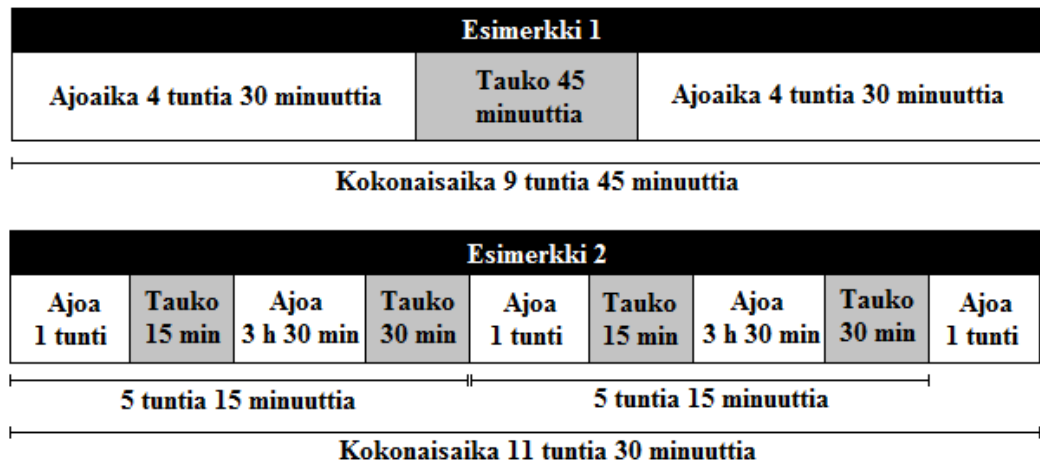 Esimerkki 1
Ajoaika 4 tuntia 30 minuuttia
Tauko 45
minuuttia
Ajoaika 4 tuntia 30 minuuttia
Kokonaisaika 9 tuntia 45 minuuttia
Esimerkki 2
Ajoa
1 tunti
Tauko
15 min
Ajoa
3 h 30 min
Tauko
30 min
Ajoa
1 tunti
Tauko
15 min
Ajoa
3 h 30 min
Tauko
30 min
Ajoa
1 tunti
5 tuntia 15 minuuttia
5 tuntia 15 minuuttia
Kokonaisaika 11 tuntia 30 minuuttia